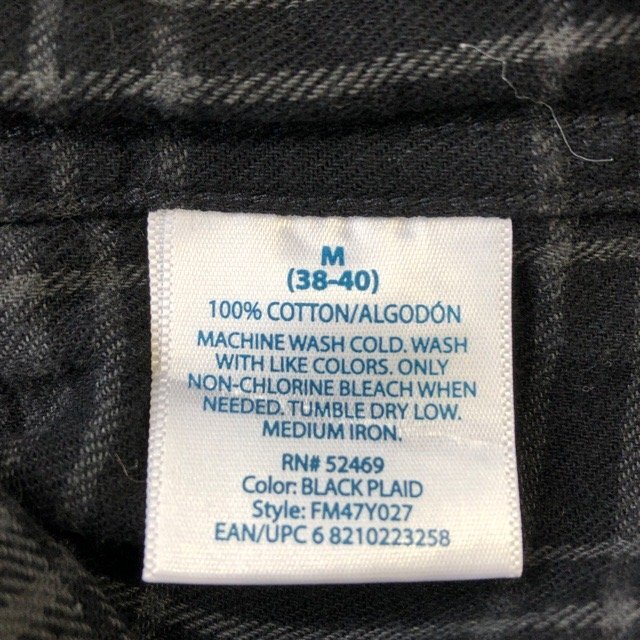 M
(38-40)
100% COTTON/ALGODÓN
MACHINE WASH COLD. WASH
WITH LIKE COLORS. ONLY
NON-CHLORINE BLEACH WHEN
NEEDED. TUMBLE DRY LOW.
MEDIUM IRON.
RN# 52469
Color: BLACK PLAID
Style: FM47Y027
EAN/UPC 6 8210223258